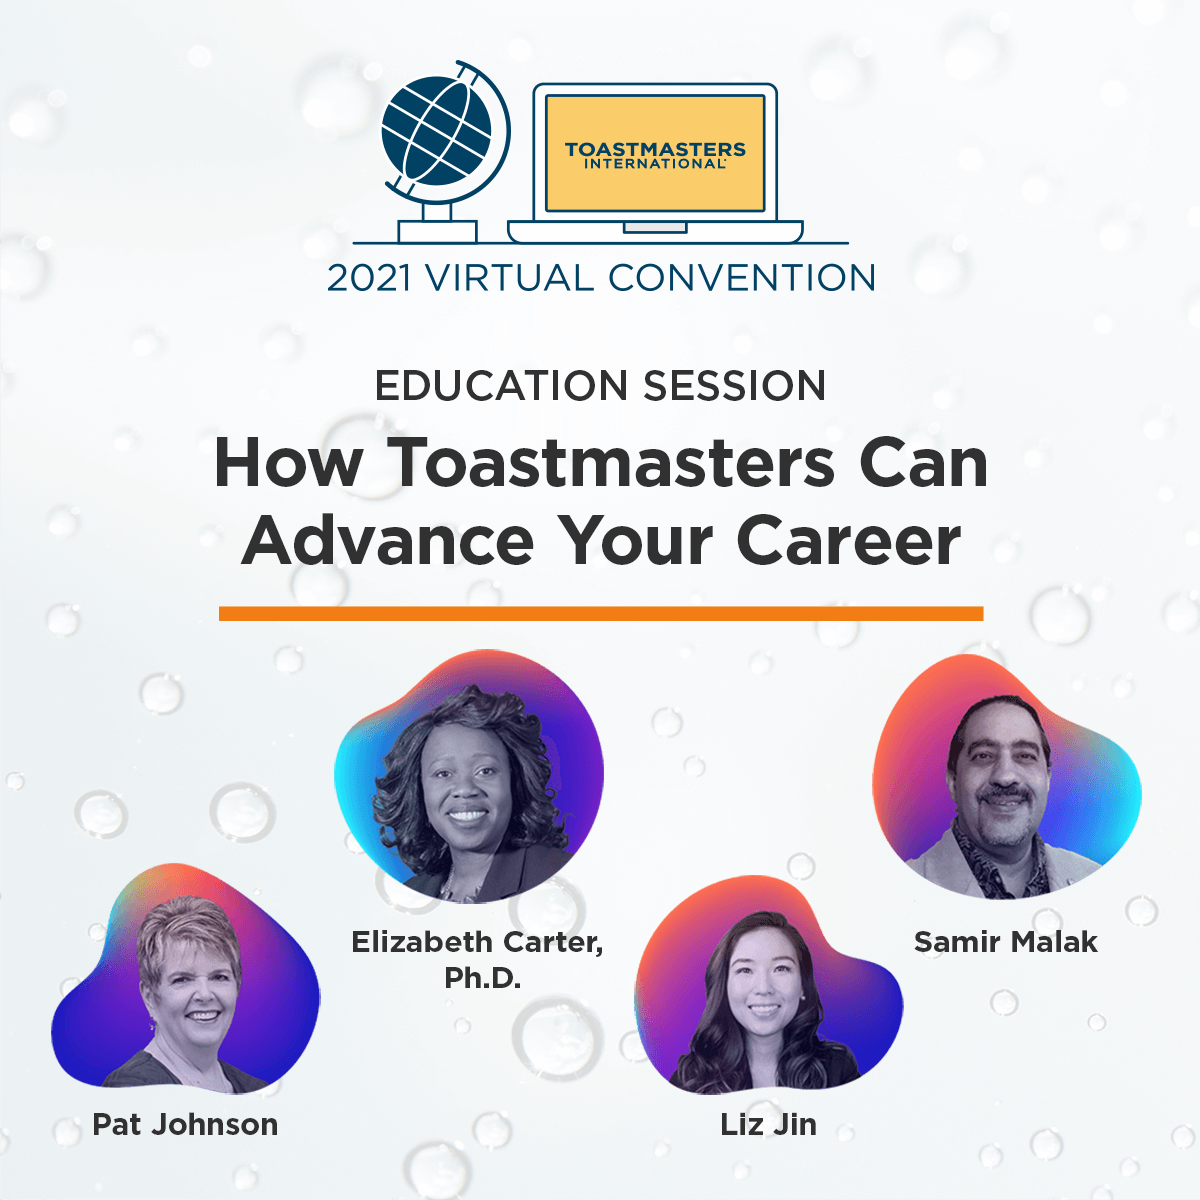 TOASTMASTERS
INTERNATIONAL®
2021 VIRTUAL CONVENTION
EDUCATION SESSION
How Toastmasters Can
Advance Your Career
Elizabeth Carter,
Ph.D.
Samir Malak
Pat Johnson
Liz Jin